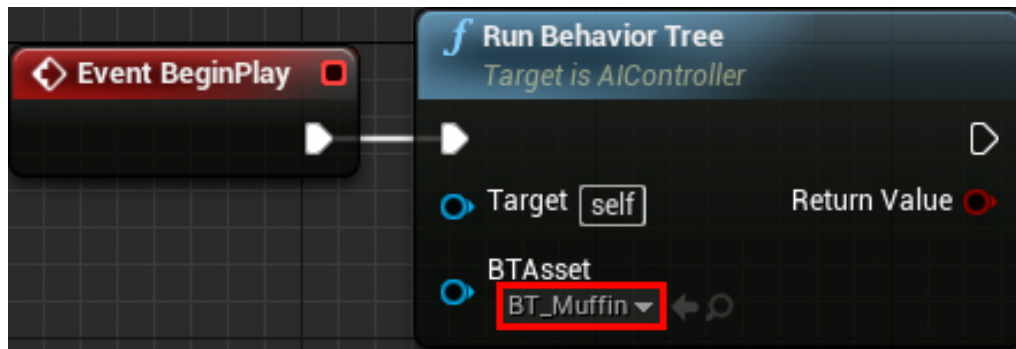 Event BeginPlay
f Run Behavior Tree
Target is AIController
Target self
Return Value
BTAsset
BT_Muffin